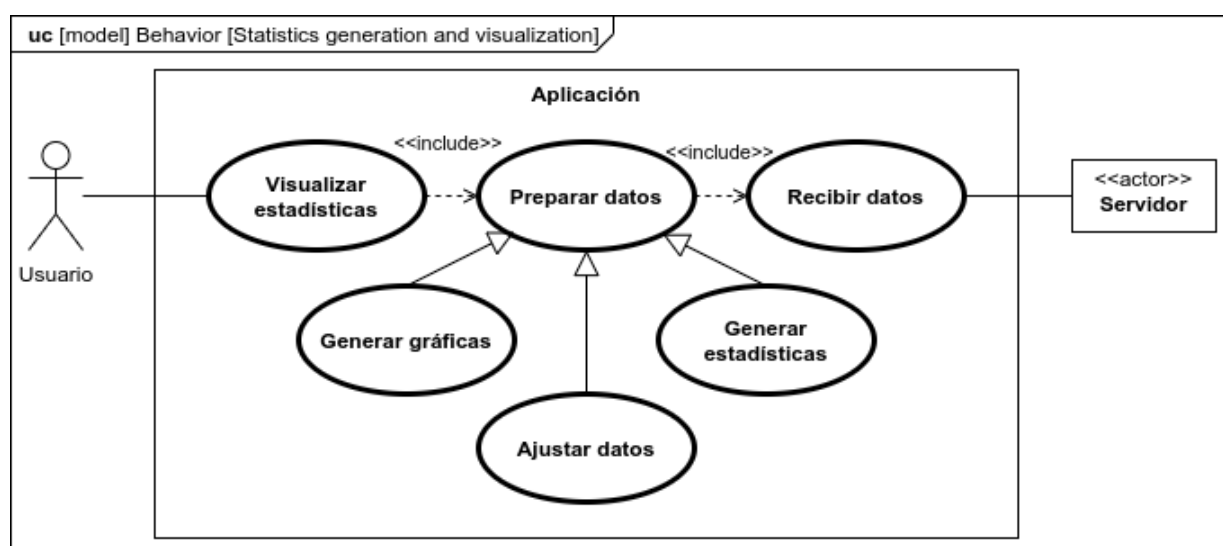 uc [model] Behavior [Statistics generation and visualization]
Aplicación
<<include>>
<<include>>
Visualizar
estadísticas
Preparar datos
Recibir datos
<<actor>>
Servidor
Usuario
Generar gráficas
Generar
estadísticas
Ajustar datos